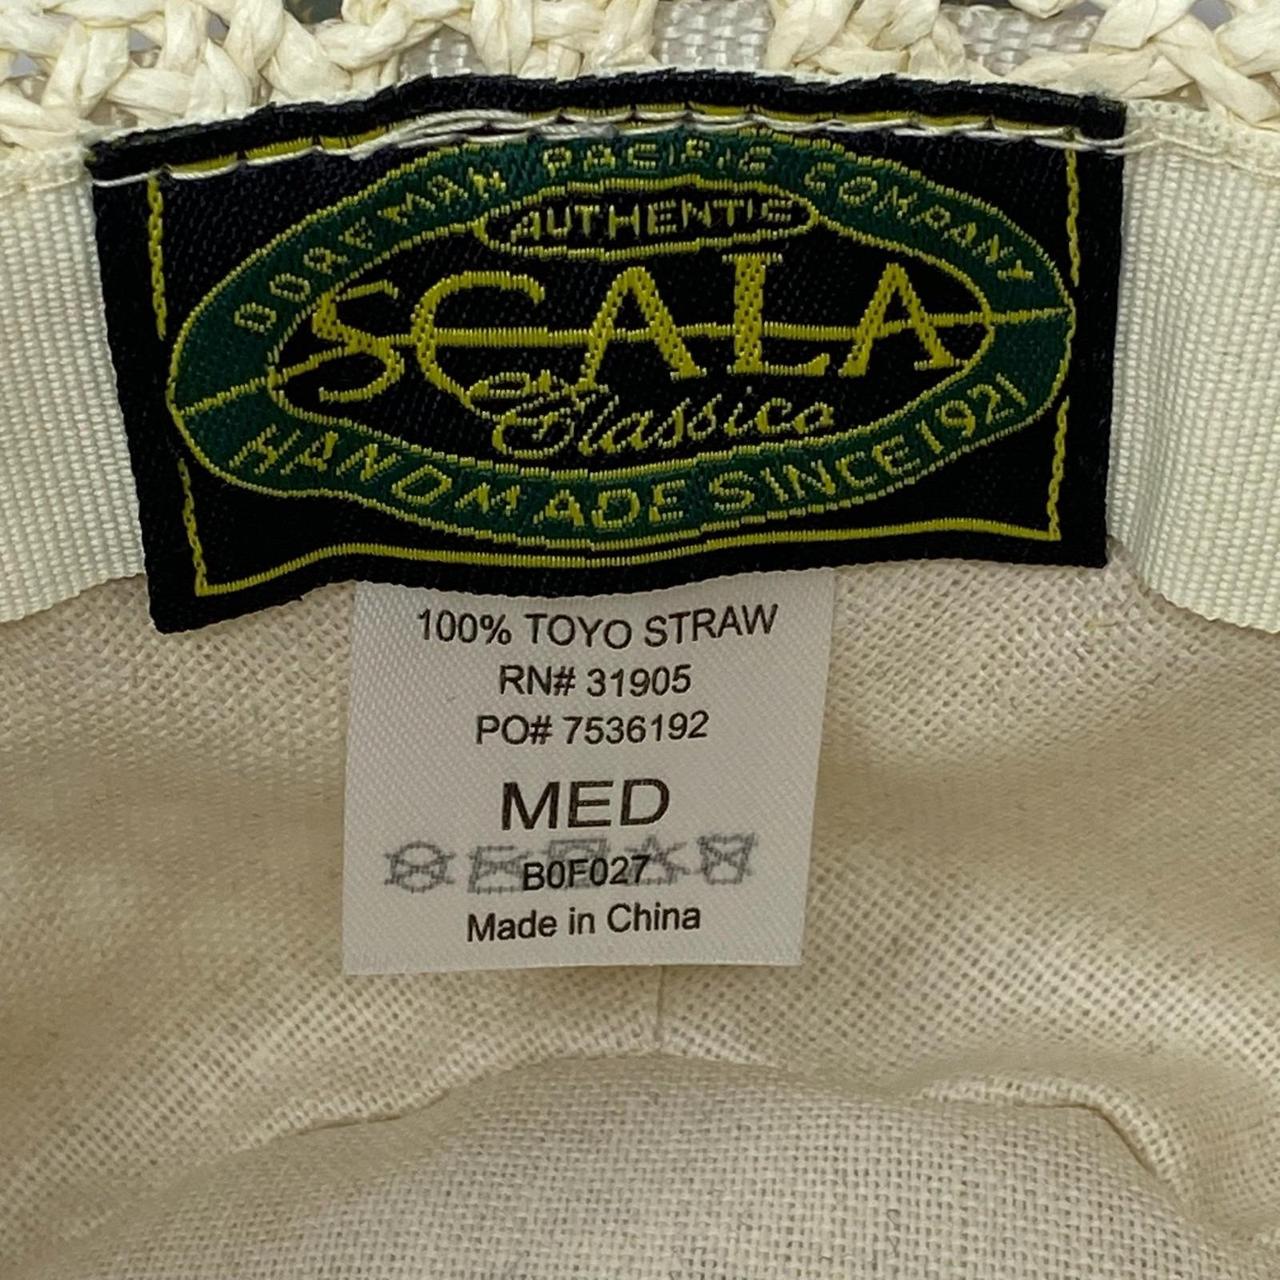 DORFMAN PACIFIC COMPANY
AUTHENTIC
SCALA
Classico
HANDMADE SINCE 1921
100% TOYO STRAW
RN# 31905
PO# 7536192
MED
B0F027
Made in China